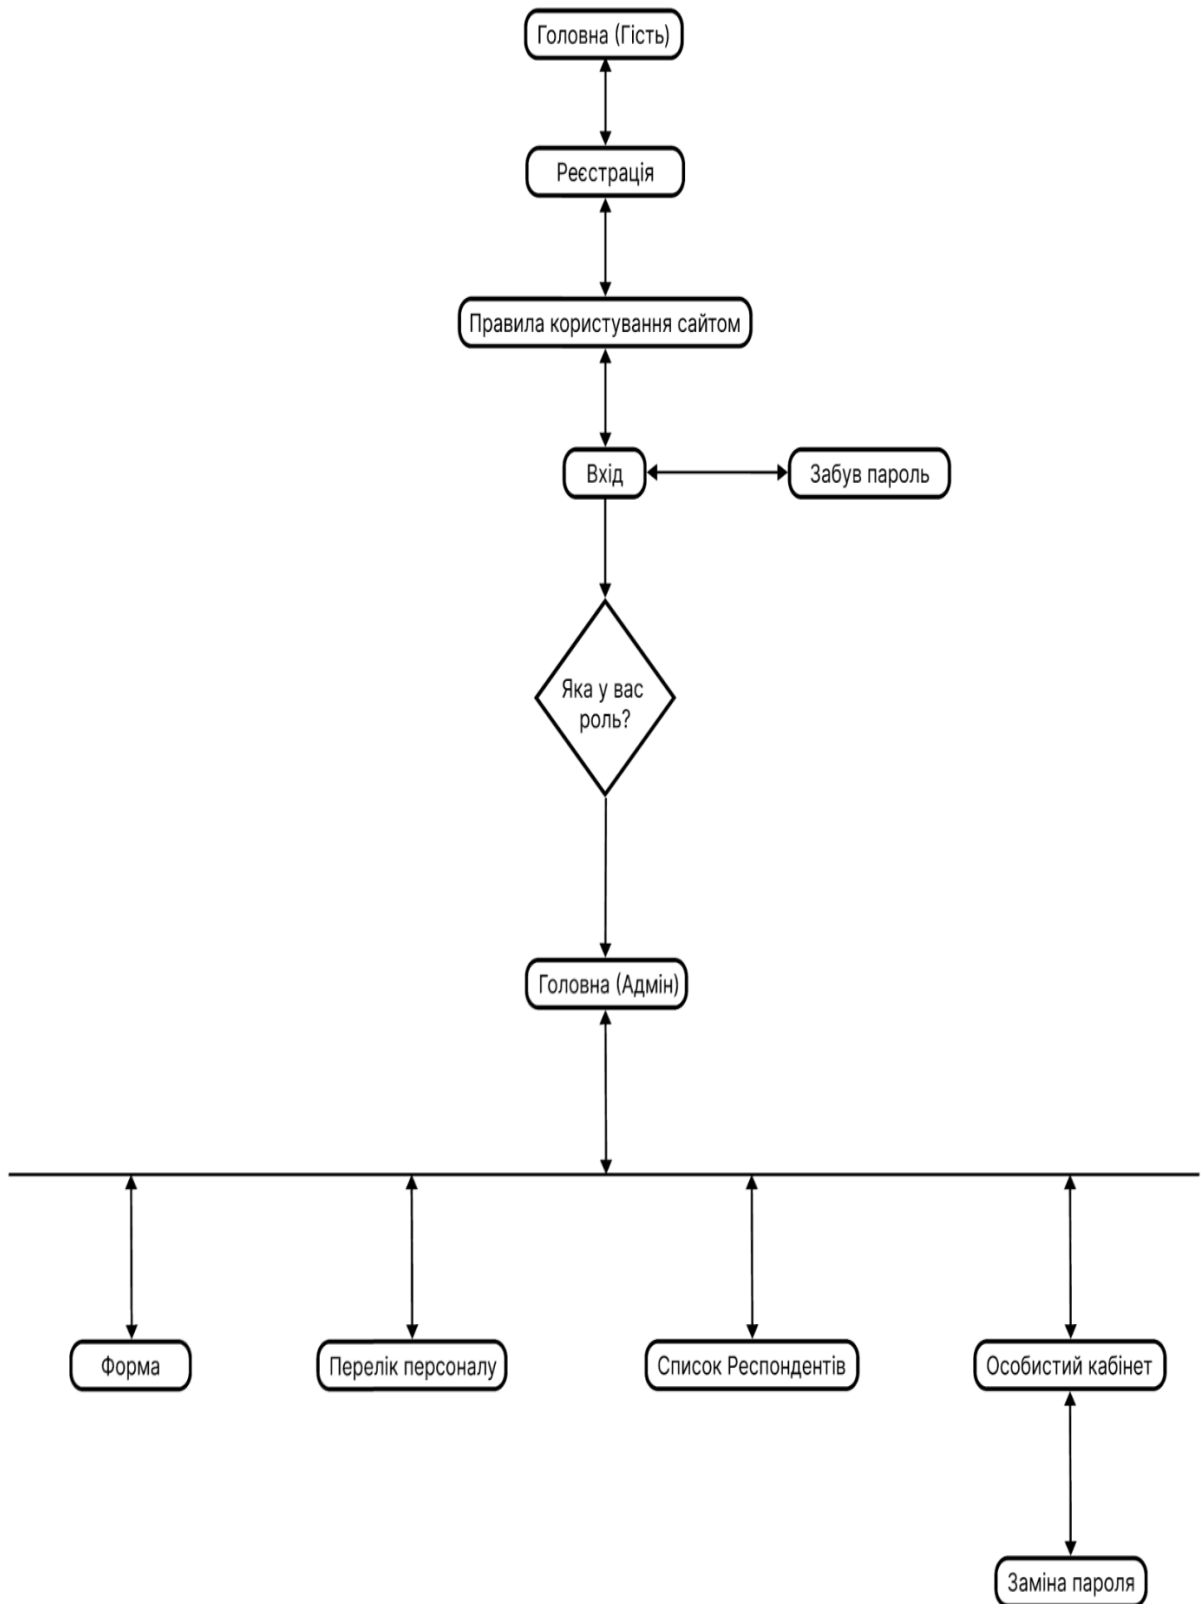 Головна (Гість)
Реєстрація
Правила користування сайтом
Вхід
Забув пароль
Яка у вас
роль?
Головна (Адмін)
Форма
Перелік персоналу
Список Респондентів
Особистий кабінет
Заміна пароля